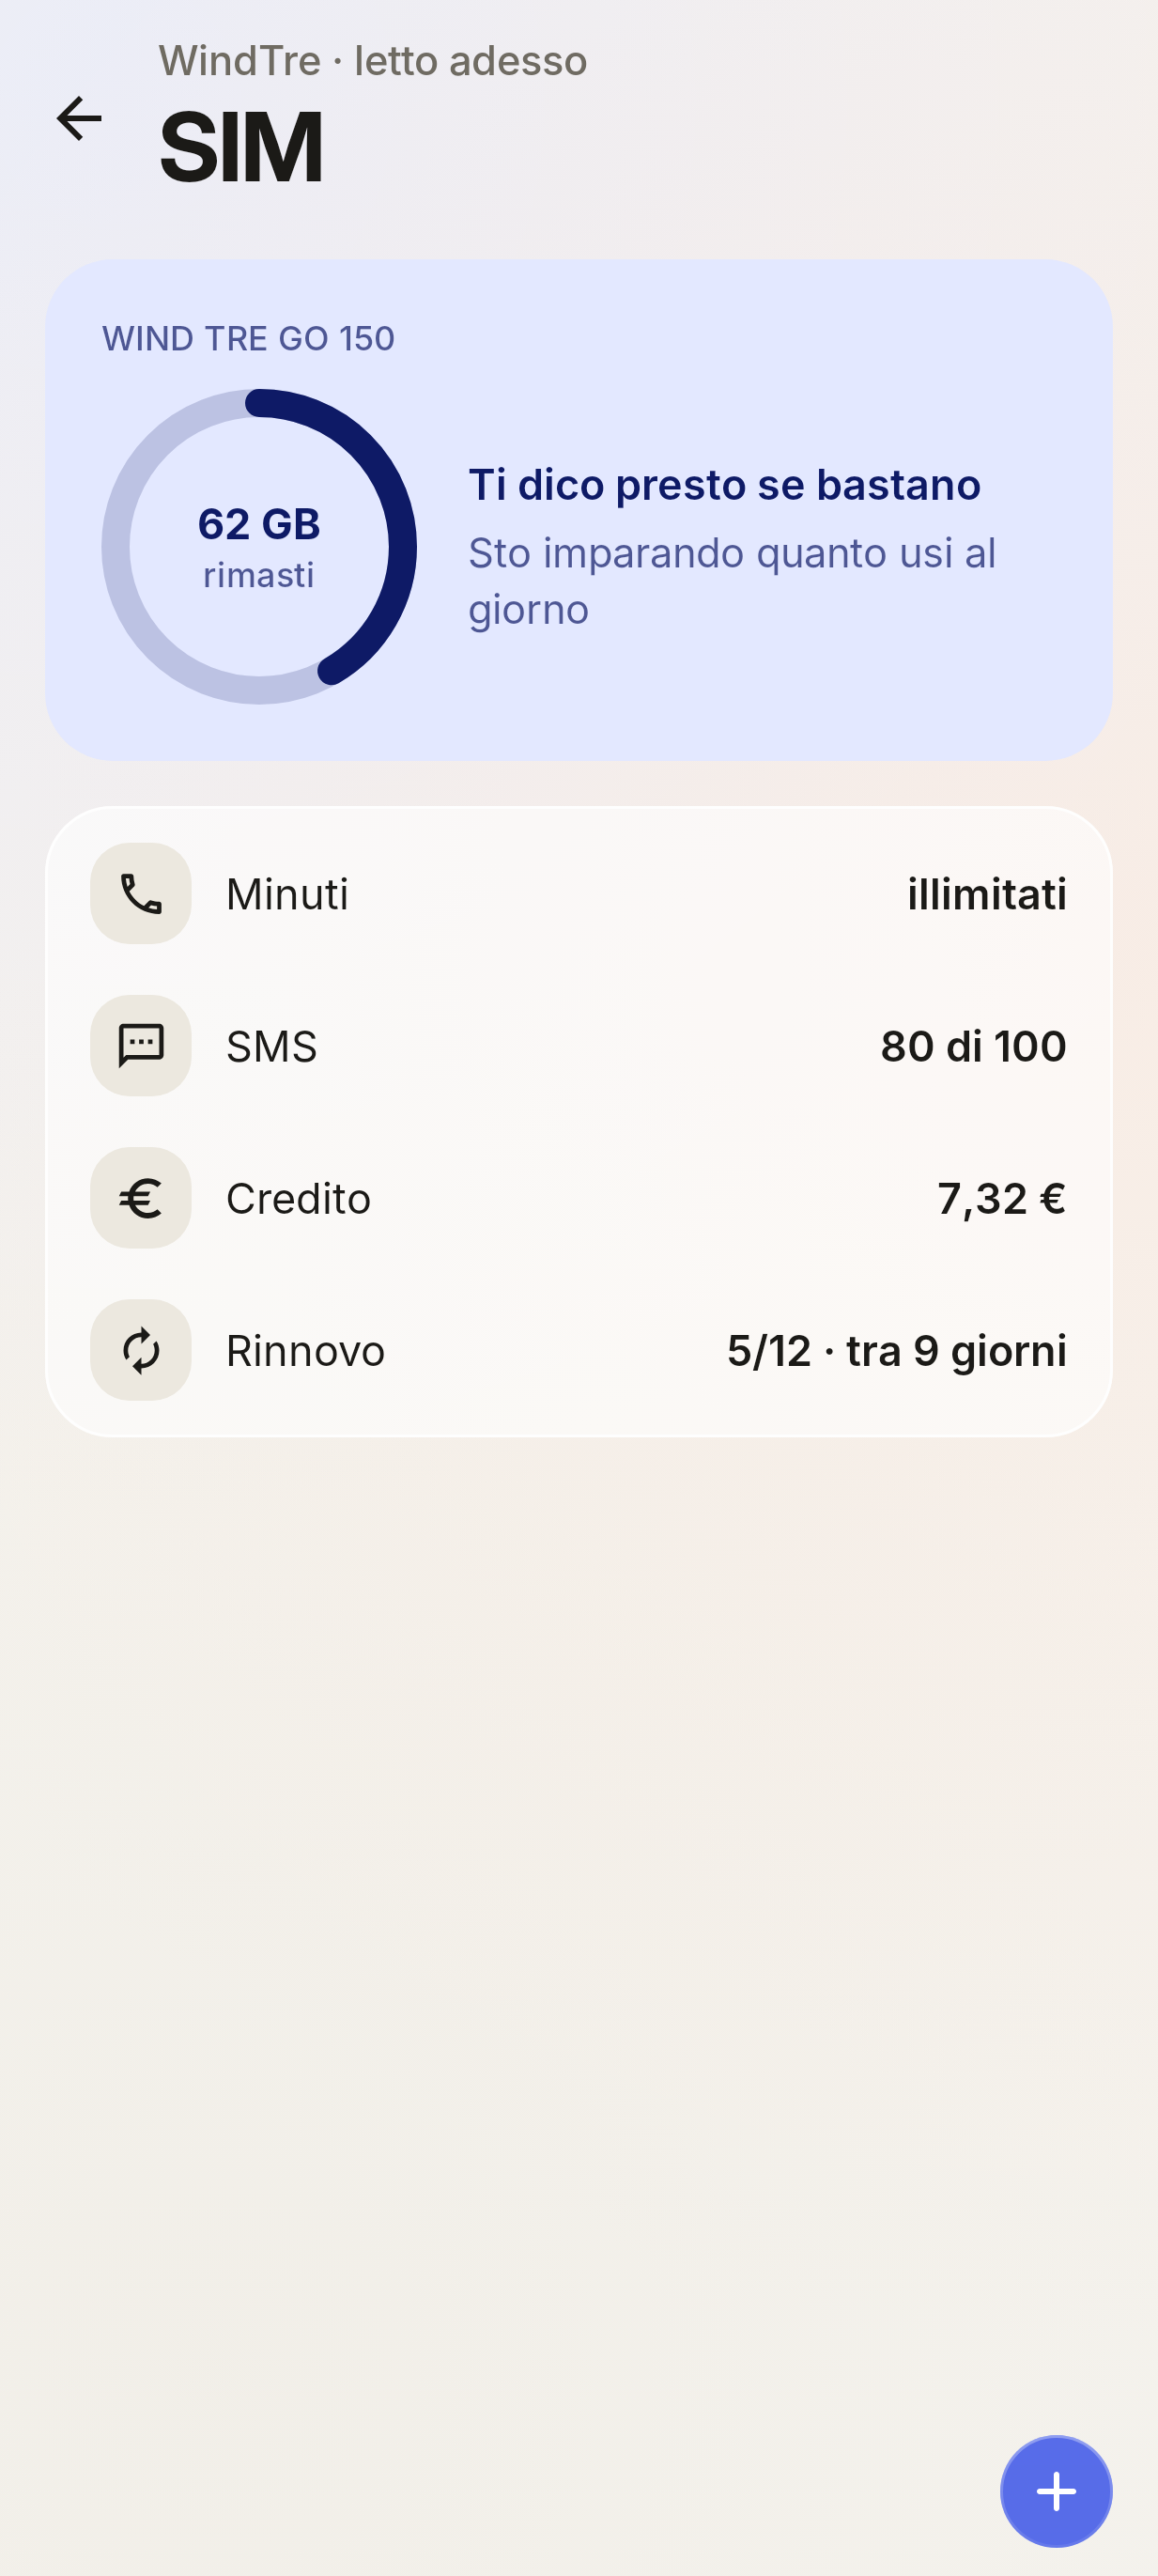 WindTre · letto adesso
SIM
WIND TRE GO 150
62 GB
rimasti
Ti dico presto se bastano
Sto imparando quanto usi al
giorno
Minuti illimitati
SMS 80 di 100
Credito 7,32 €
Rinnovo 5/12 · tra 9 giorni